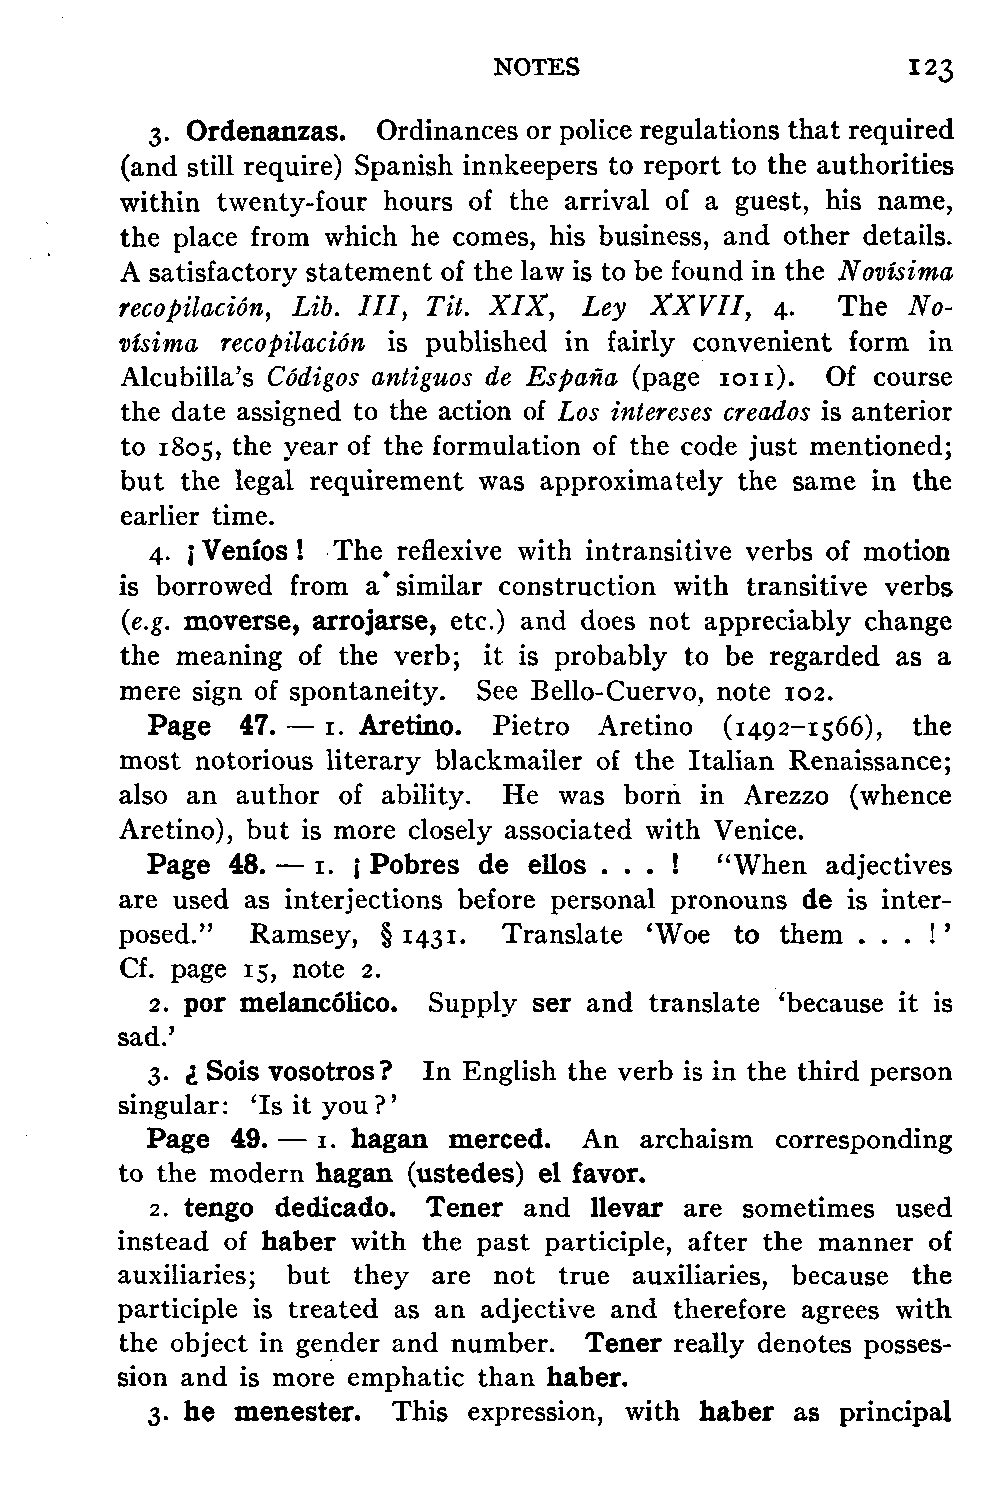 NOTES 123
3. Ordenanzas. Ordinances or police regulations that required
(and still require) Spanish innkeepers to report to the authorities
within twenty-four hours of the arrival of a guest, his name,
the place from which he comes, his business, and other details.
A satisfactory statement of the law is to be found in the Novísima
recopilación, Lib. III, Tit. XIX, Ley XXVII, 4. The No-
vísima recopilación is published in fairly convenient form in
Alcubilla's Códigos antiguos de España (page 1011). Of course
the date assigned to the action of Los intereses creados is anterior
to 1805, the year of the formulation of the code just mentioned;
but the legal requirement was approximately the same in the
earlier time.
4. ¡Veníos! The reflexive with intransitive verbs of motion
is borrowed from a similar construction with transitive verbs
(e.g. moverse, arrojarse, etc.) and does not appreciably change
the meaning of the verb; it is probably to be regarded as a
mere sign of spontaneity. See Bello-Cuervo, note 102.
Page 47. — 1. Aretino. Pietro Aretino (1492–1566), the
most notorious literary blackmailer of the Italian Renaissance;
also an author of ability. He was born in Arezzo (whence
Aretino), but is more closely associated with Venice.
Page 48. — 1. ¡Pobres de ellos . . . ! "When adjectives
are used as interjections before personal pronouns de is inter-
posed." Ramsey, § 1431. Translate 'Woe to them . . . !'
Cf. page 15, note 2.
2. por melancólico. Supply ser and translate 'because it is
sad.'
3. ¿Sois vosotros? In English the verb is in the third person
singular: 'Is it you?'
Page 49. — 1. hagan merced. An archaism corresponding
to the modern hagan (ustedes) el favor.
2. tengo dedicado. Tener and llevar are sometimes used
instead of haber with the past participle, after the manner of
auxiliaries; but they are not true auxiliaries, because the
participle is treated as an adjective and therefore agrees with
the object in gender and number. Tener really denotes posses-
sion and is more emphatic than haber.
3. he menester. This expression, with haber as principal